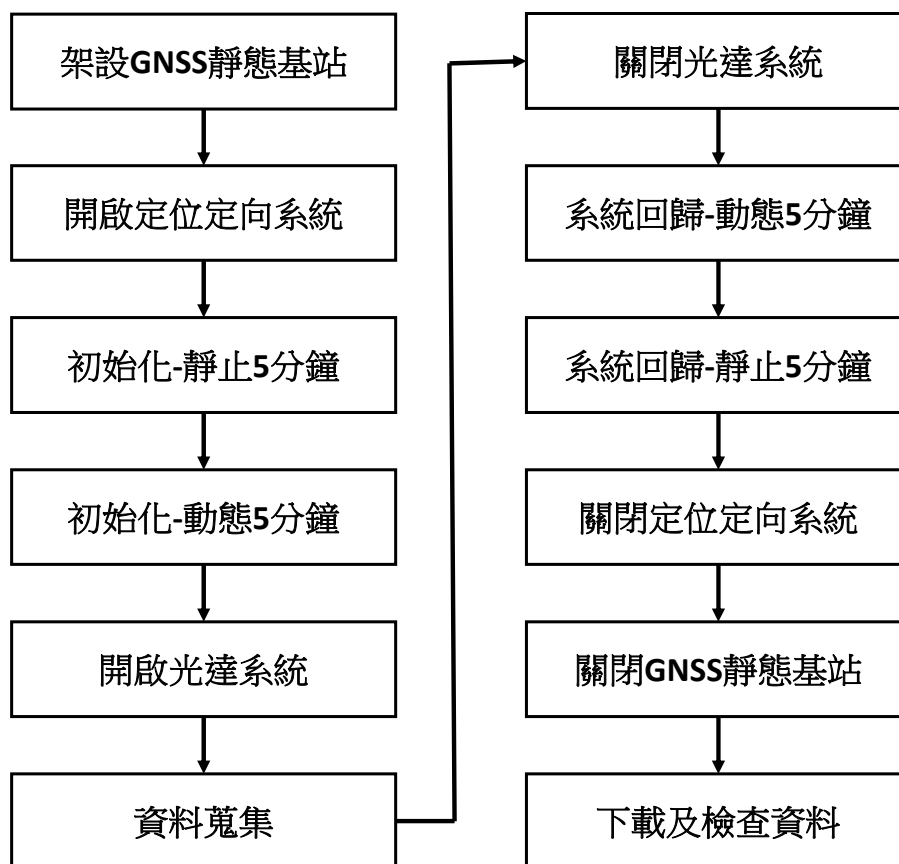 架設GNSS靜態基站
開啟定位定向系統
初始化-靜止5分鐘
初始化-動態5分鐘
開啟光達系統
資料蒐集
關閉光達系統
系統回歸-動態5分鐘
系統回歸-靜止5分鐘
關閉定位定向系統
關閉GNSS靜態基站
下載及檢查資料